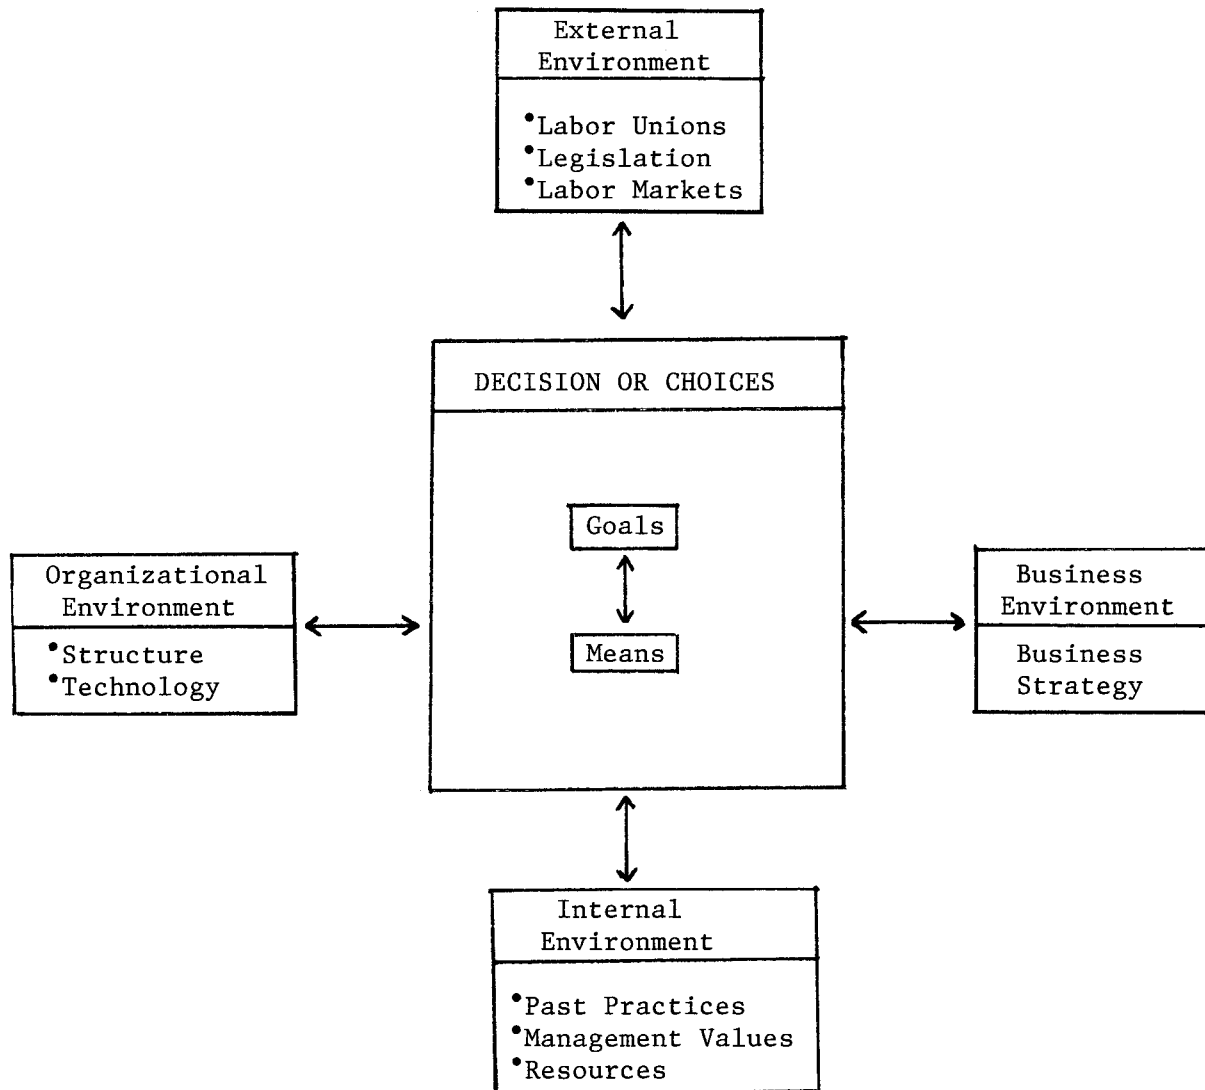 External
Environment
•Labor Unions
•Legislation
•Labor Markets
DECISION OR CHOICES
Goals
Means
Organizational
Environment
•Structure
•Technology
Business
Environment
Business
Strategy
Internal
Environment
•Past Practices
•Management Values
•Resources